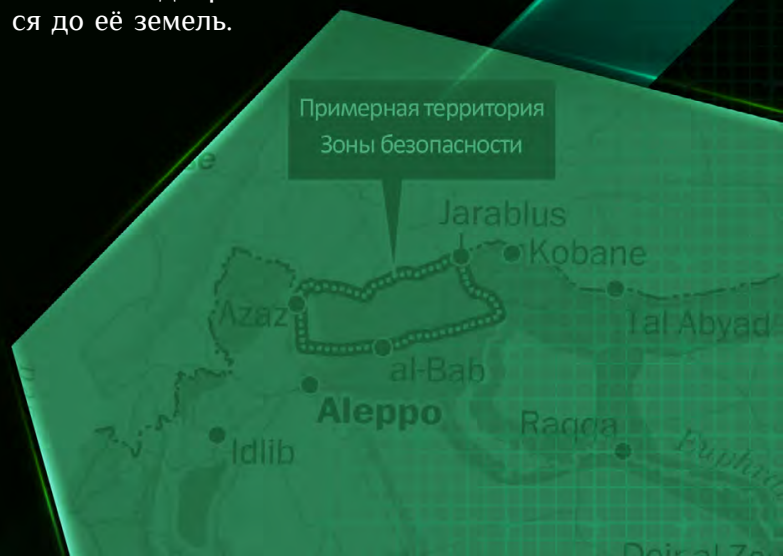 ся до её земель.
Примерная территория
Зоны безопасности
Jarablus
Kobane
Azaz
Tal Abyad
al-Bab
Aleppo
Raqqa
Idlib